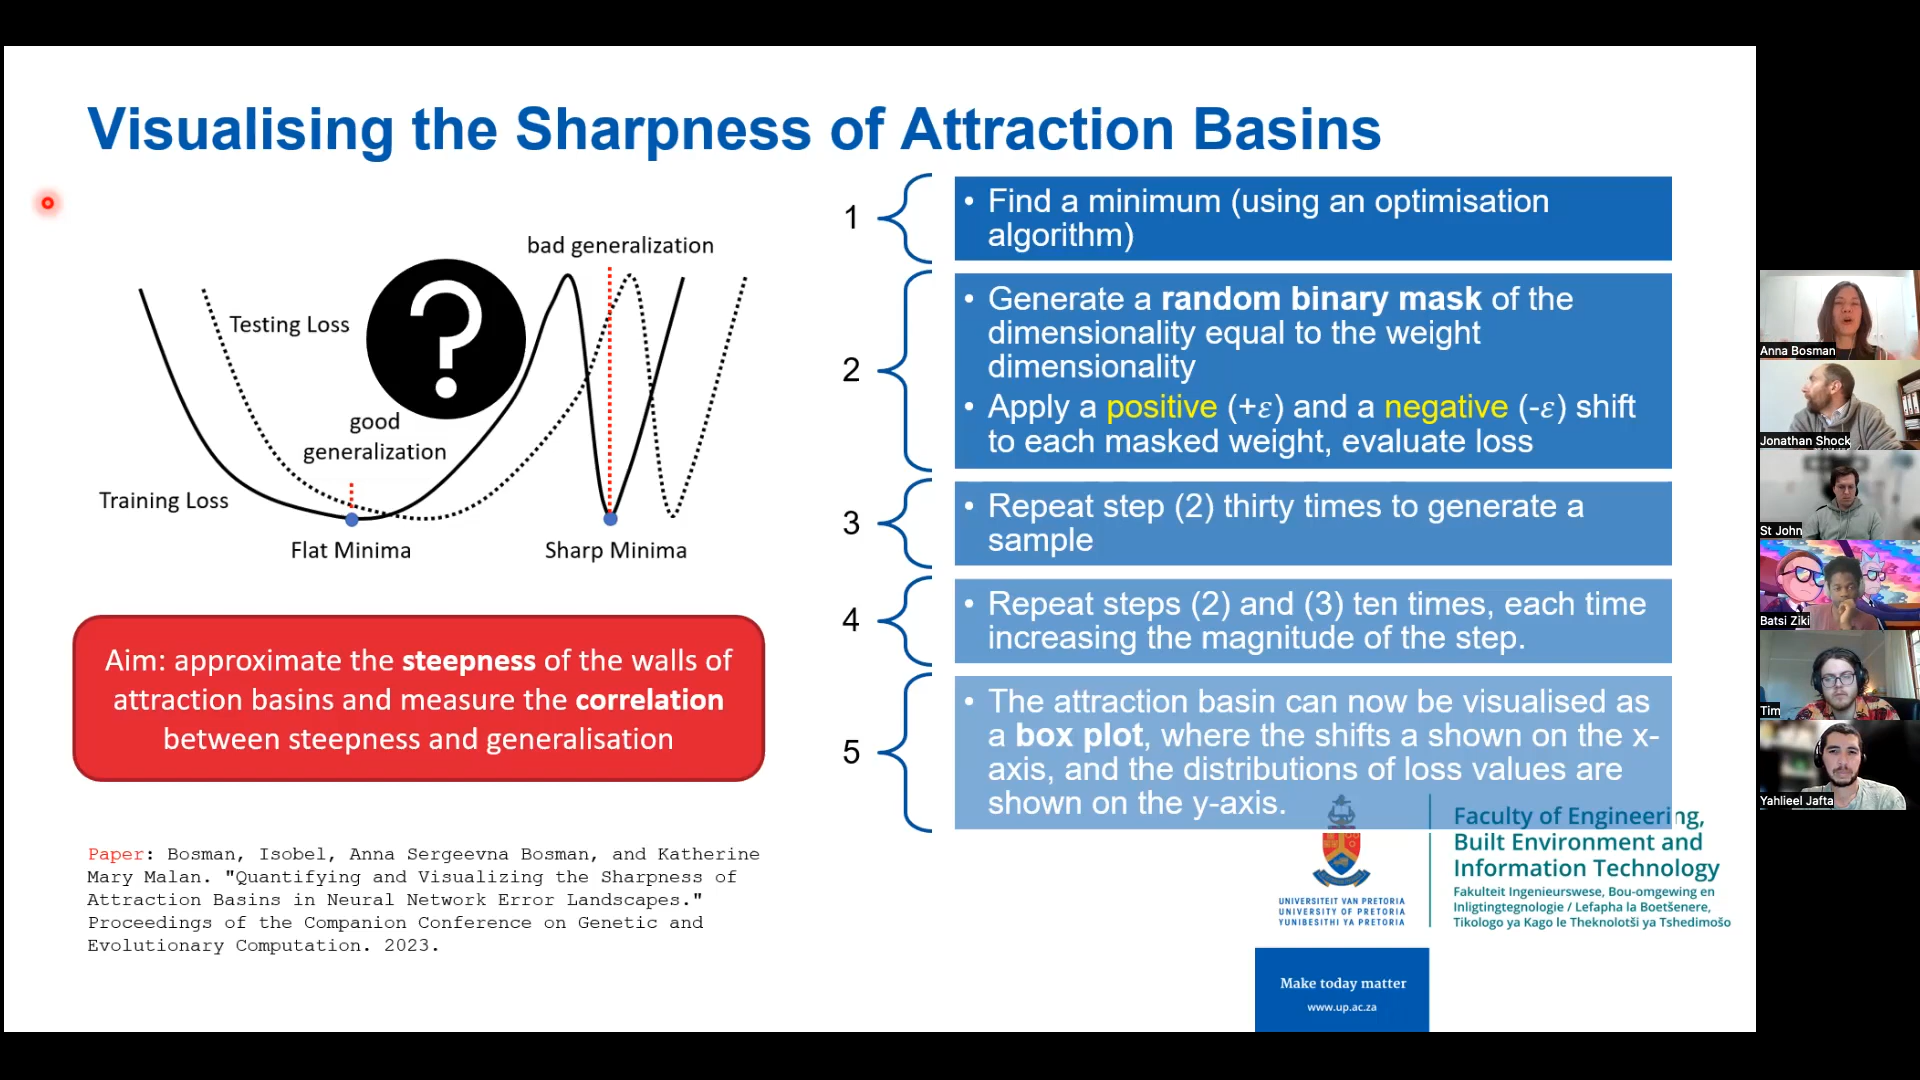 Visualising the Sharpness of Attraction Basins
bad generalization
Testing Loss
?
good
generalization
Training Loss
Flat Minima
Sharp Minima
Aim: approximate the steepness of the walls of
attraction basins and measure the correlation
between steepness and generalisation
Paper: Bosman, Isobel, Anna Sergeevna Bosman, and Katherine
Mary Malan. "Quantifying and Visualizing the Sharpness of
Attraction Basins in Neural Network Error Landscapes."
Proceedings of the Companion Conference on Genetic and
Evolutionary Computation. 2023.
1
• Find a minimum (using an optimisation
algorithm)
2
• Generate a random binary mask of the
dimensionality equal to the weight
dimensionality
• Apply a positive (+ε) and a negative (-ε) shift
to each masked weight, evaluate loss
3
• Repeat step (2) thirty times to generate a
sample
4
• Repeat steps (2) and (3) ten times, each time
increasing the magnitude of the step.
5
• The attraction basin can now be visualised as
a box plot, where the shifts a shown on the x-
axis, and the distributions of loss values are
shown on the y-axis.
UNIVERSITEIT VAN PRETORIA
UNIVERSITY OF PRETORIA
YUNIBESITHI YA PRETORIA
Faculty of Engineering,
Built Environment and
Information Technology
Fakulteit Ingenieurswese, Bou-omgewing en
Inligtingtegnologie / Lefapha la Boetšenere,
Tikologo ya Kago le Theknolotši ya Tshedimošo
Make today matter
www.up.ac.za
Anna Bosman
Jonathan Shock
St John
Batsi Ziki
Tim
Yahlieel Jafta